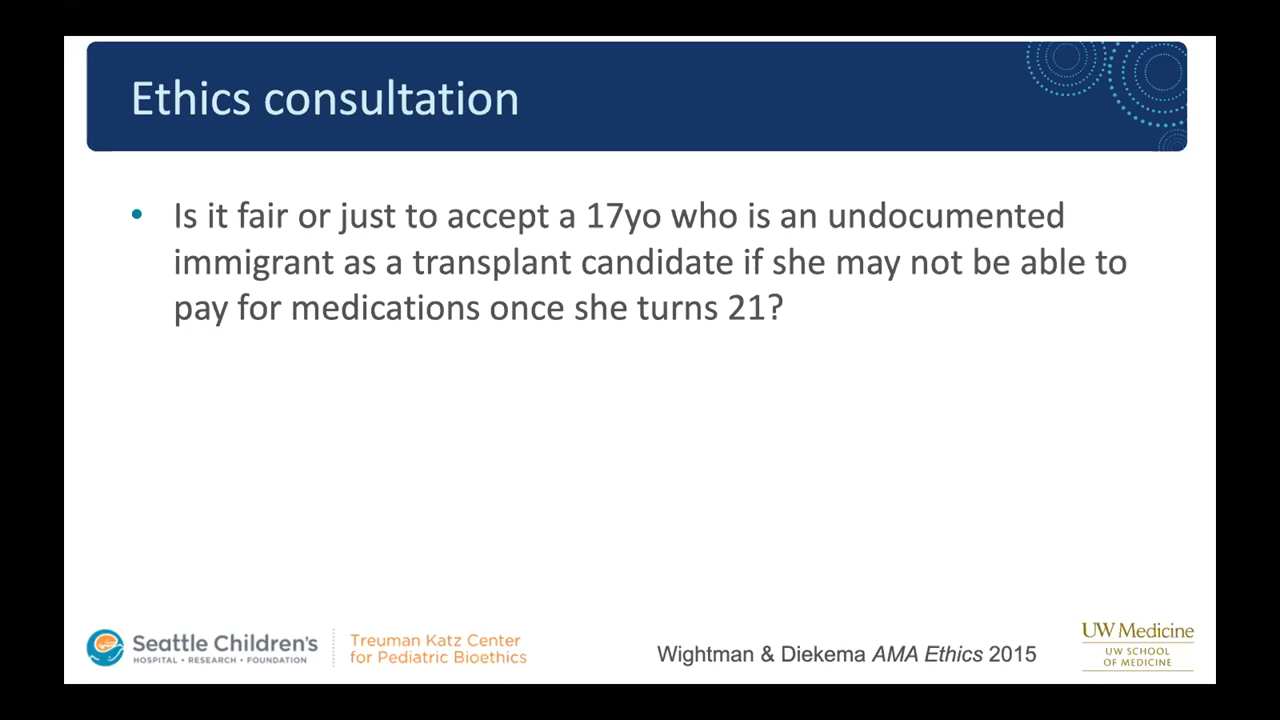 Ethics consultation
• Is it fair or just to accept a 17yo who is an undocumented
immigrant as a transplant candidate if she may not be able to
pay for medications once she turns 21?
Seattle Children's
HOSPITAL • RESEARCH • FOUNDATION
Treuman Katz Center
for Pediatric Bioethics
Wightman & Diekema AMA Ethics 2015
UW Medicine
UW SCHOOL
OF MEDICINE